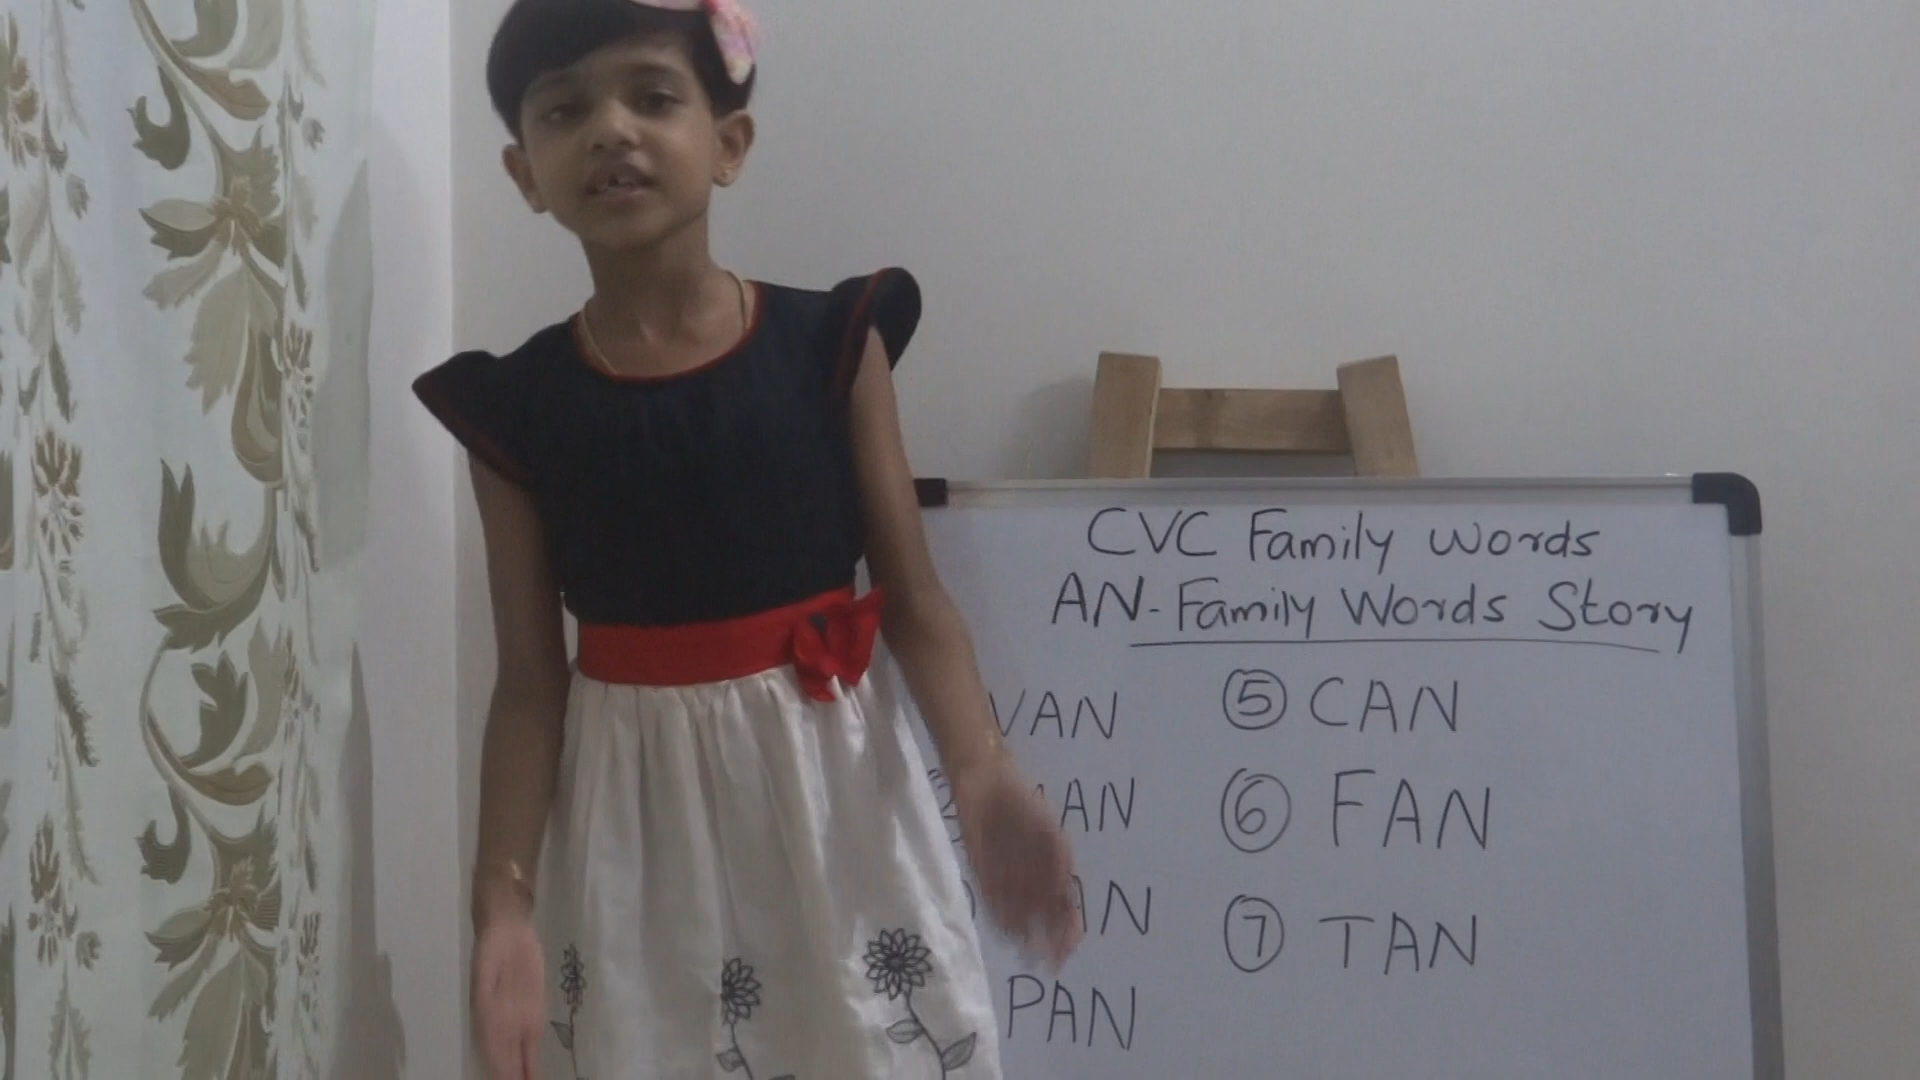 CVC Family Words
AN-Family Words Story
VAN
PAN
⑤ CAN
⑥ FAN
⑦ TAN